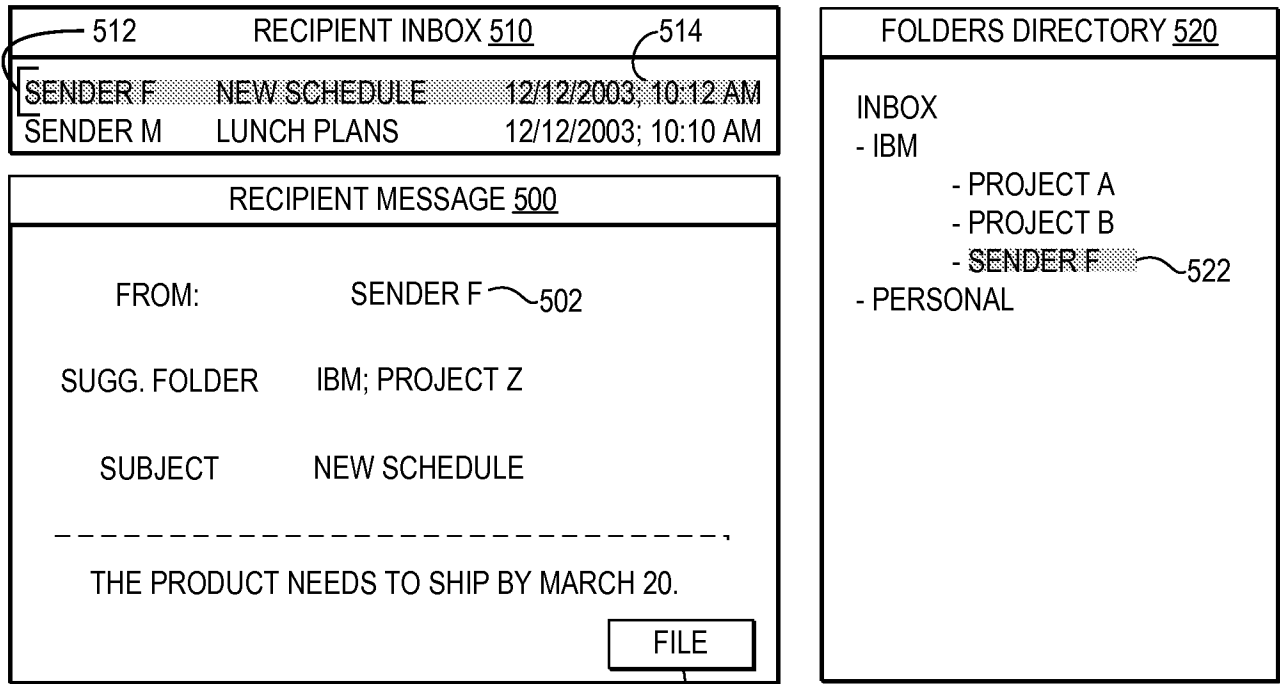 512 RECIPIENT INBOX 510 514
SENDER F NEW SCHEDULE 12/12/2003; 10:12 AM
SENDER M LUNCH PLANS 12/12/2003; 10:10 AM
RECIPIENT MESSAGE 500
FROM: SENDER F 502
SUGG. FOLDER IBM; PROJECT Z
SUBJECT NEW SCHEDULE
THE PRODUCT NEEDS TO SHIP BY MARCH 20.
FILE
FOLDERS DIRECTORY 520
INBOX
- IBM
- PROJECT A
- PROJECT B
- SENDER F 522
- PERSONAL